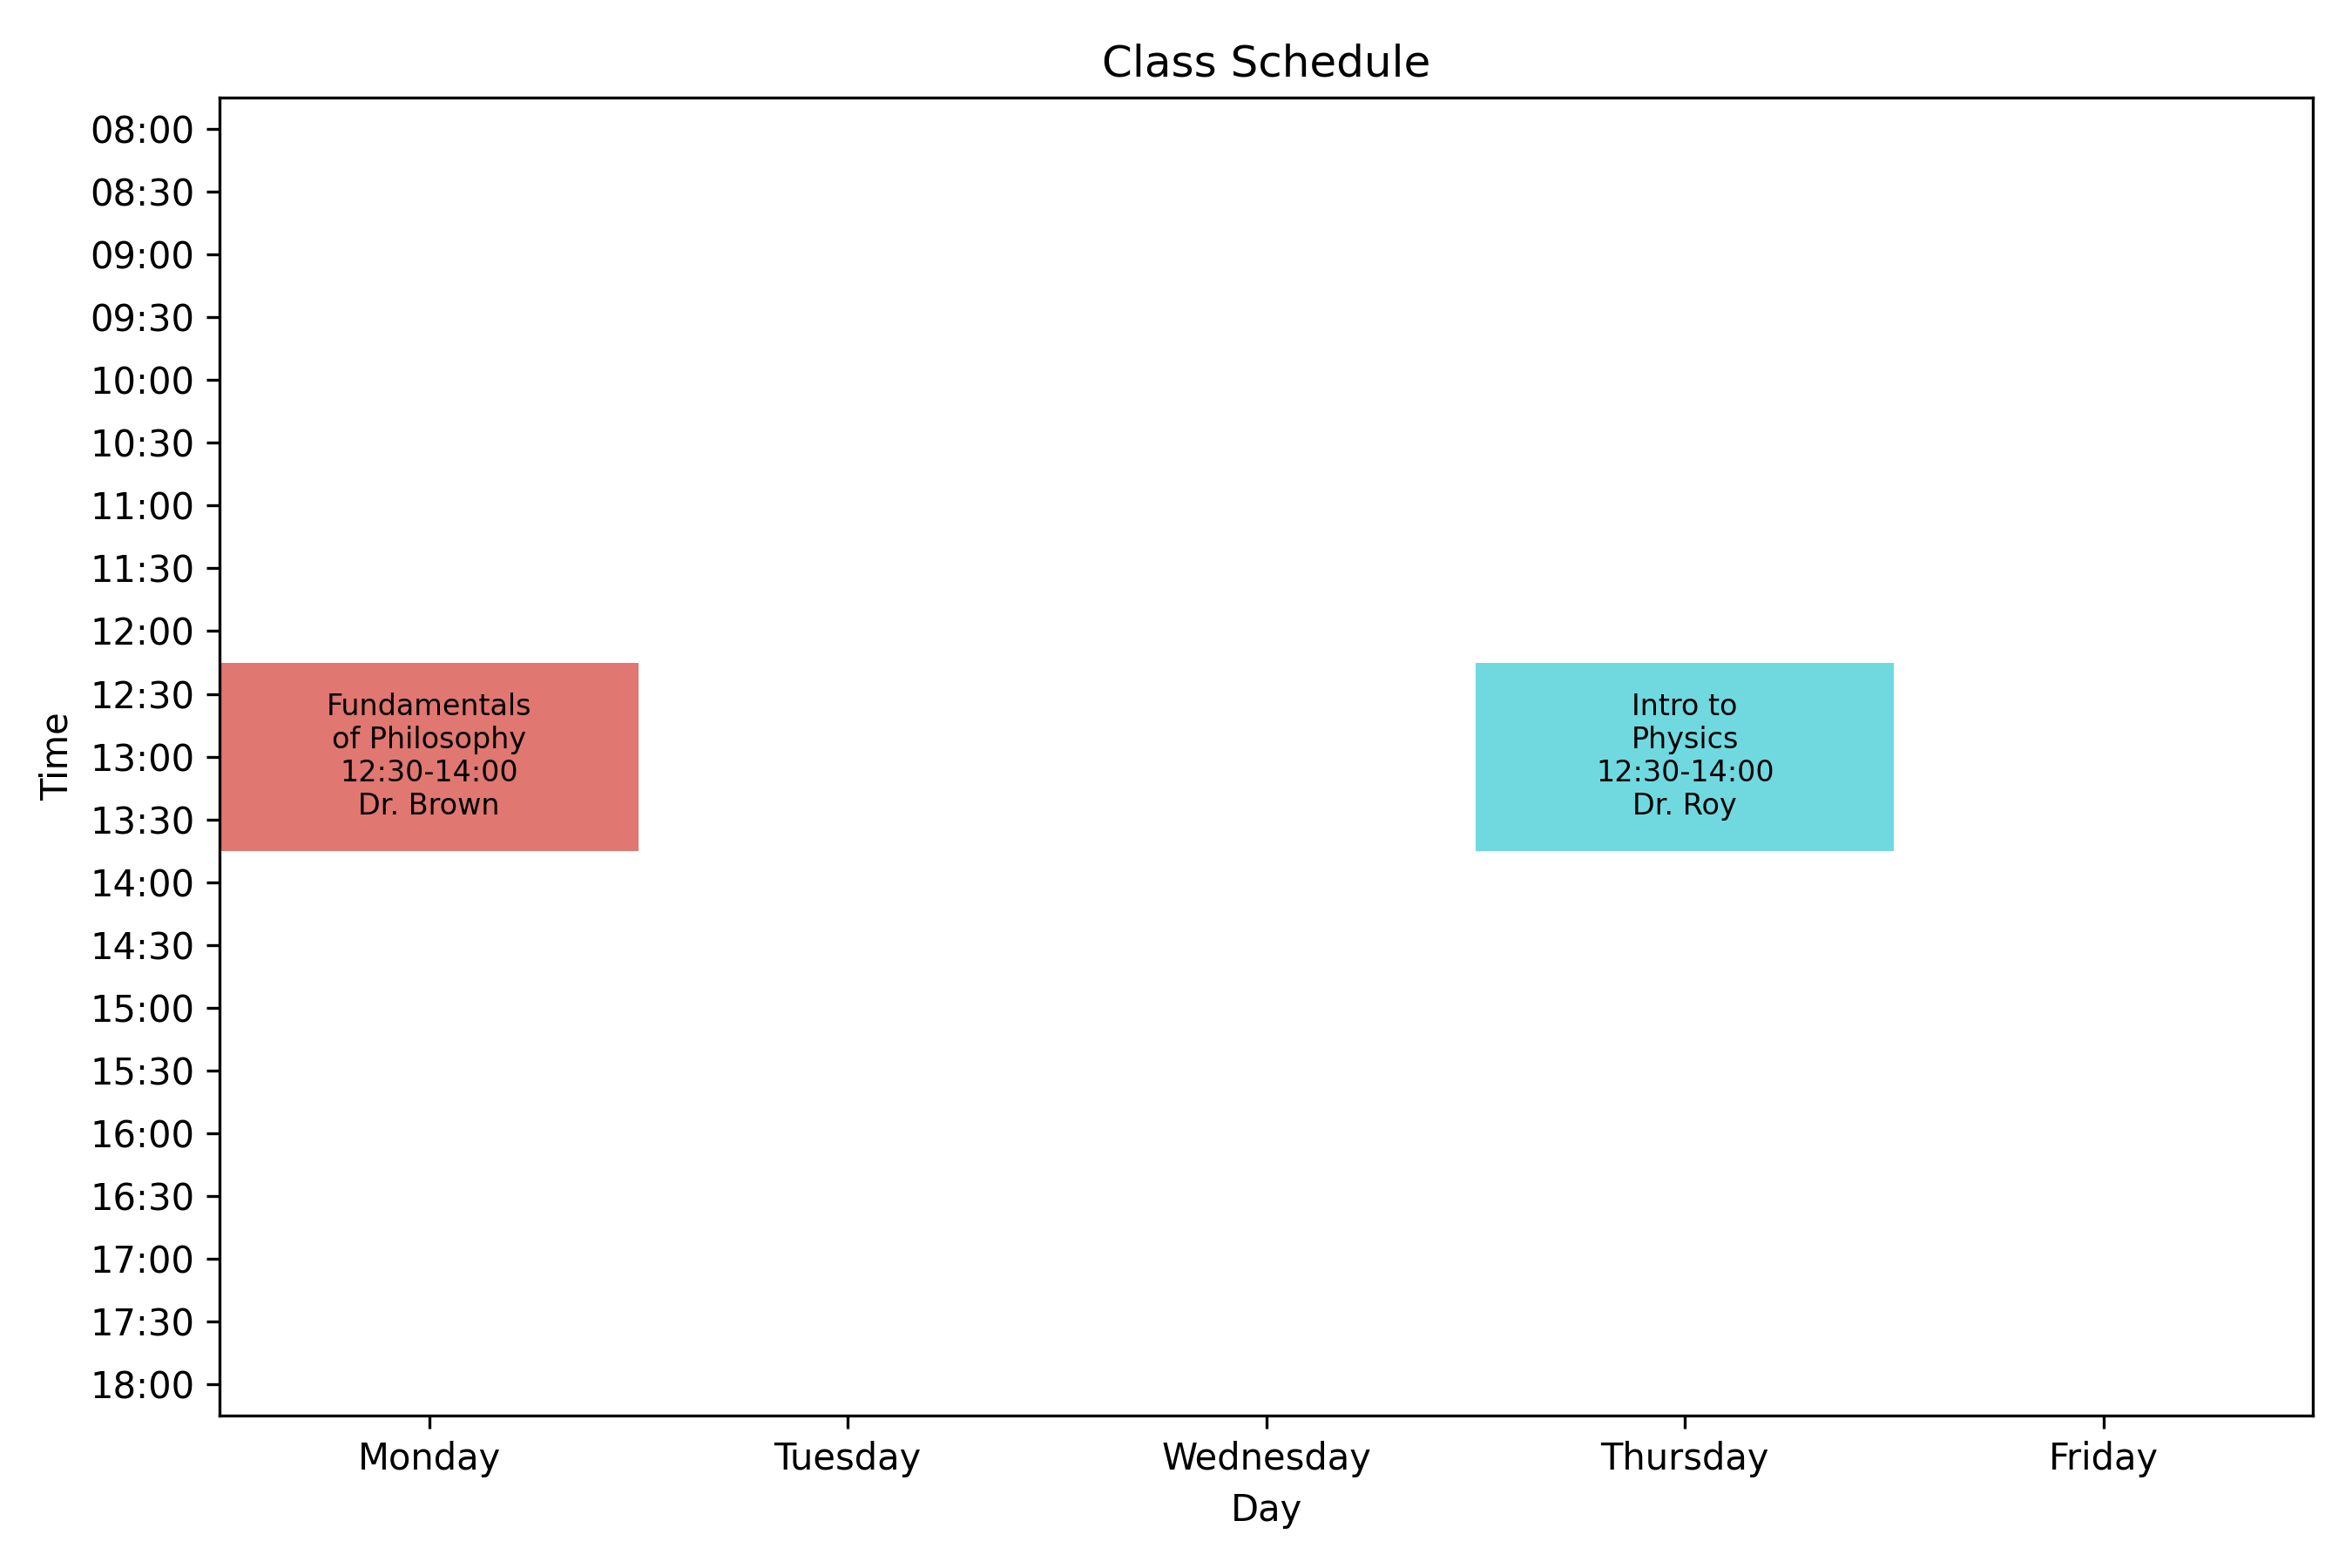 Class Schedule
Time
08:00
08:30
09:00
09:30
10:00
10:30
11:00
11:30
12:00
12:30
13:00
13:30
14:00
14:30
15:00
15:30
16:00
16:30
17:00
17:30
18:00
Fundamentals
of Philosophy
12:30-14:00
Dr. Brown
Intro to
Physics
12:30-14:00
Dr. Roy
Monday
Tuesday
Wednesday
Thursday
Friday
Day